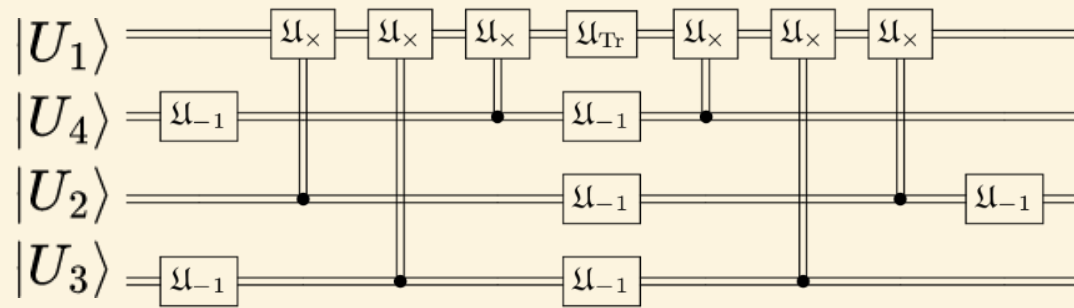 |U₁⟩ 𝔘× 𝔘× 𝔘× 𝔘Tr 𝔘× 𝔘× 𝔘×
|U₄⟩ 𝔘₋₁ 𝔘₋₁
|U₂⟩ 𝔘₋₁ 𝔘₋₁
|U₃⟩ 𝔘₋₁ 𝔘₋₁